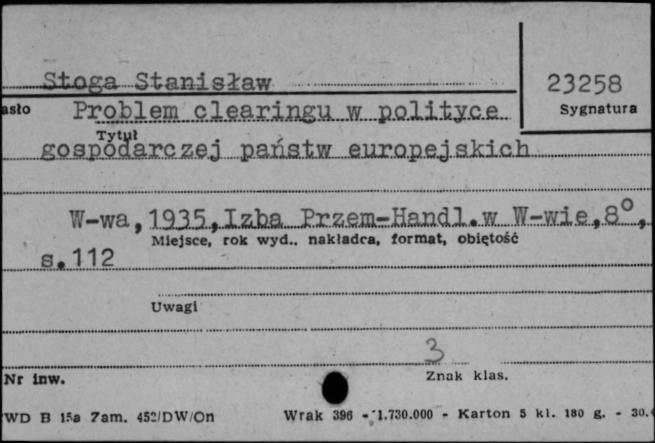 Stoga Stanisław
23258
asło
Problem clearingu w polityce
Sygnatura
Tytuł
gospodarczej państw europejskich
W-wa, 1935, Izba Przem-Handl. w W-wie, 8°,
Miejsce, rok wyd., nakładca, format, obiętość
s. 112
Uwagi
3
Nr inw.
Znak klas.
WD B 15a Zam. 452/DW/On Wrak 396 - 1.730.000 - Karton 5 kl. 180 g. - 30.